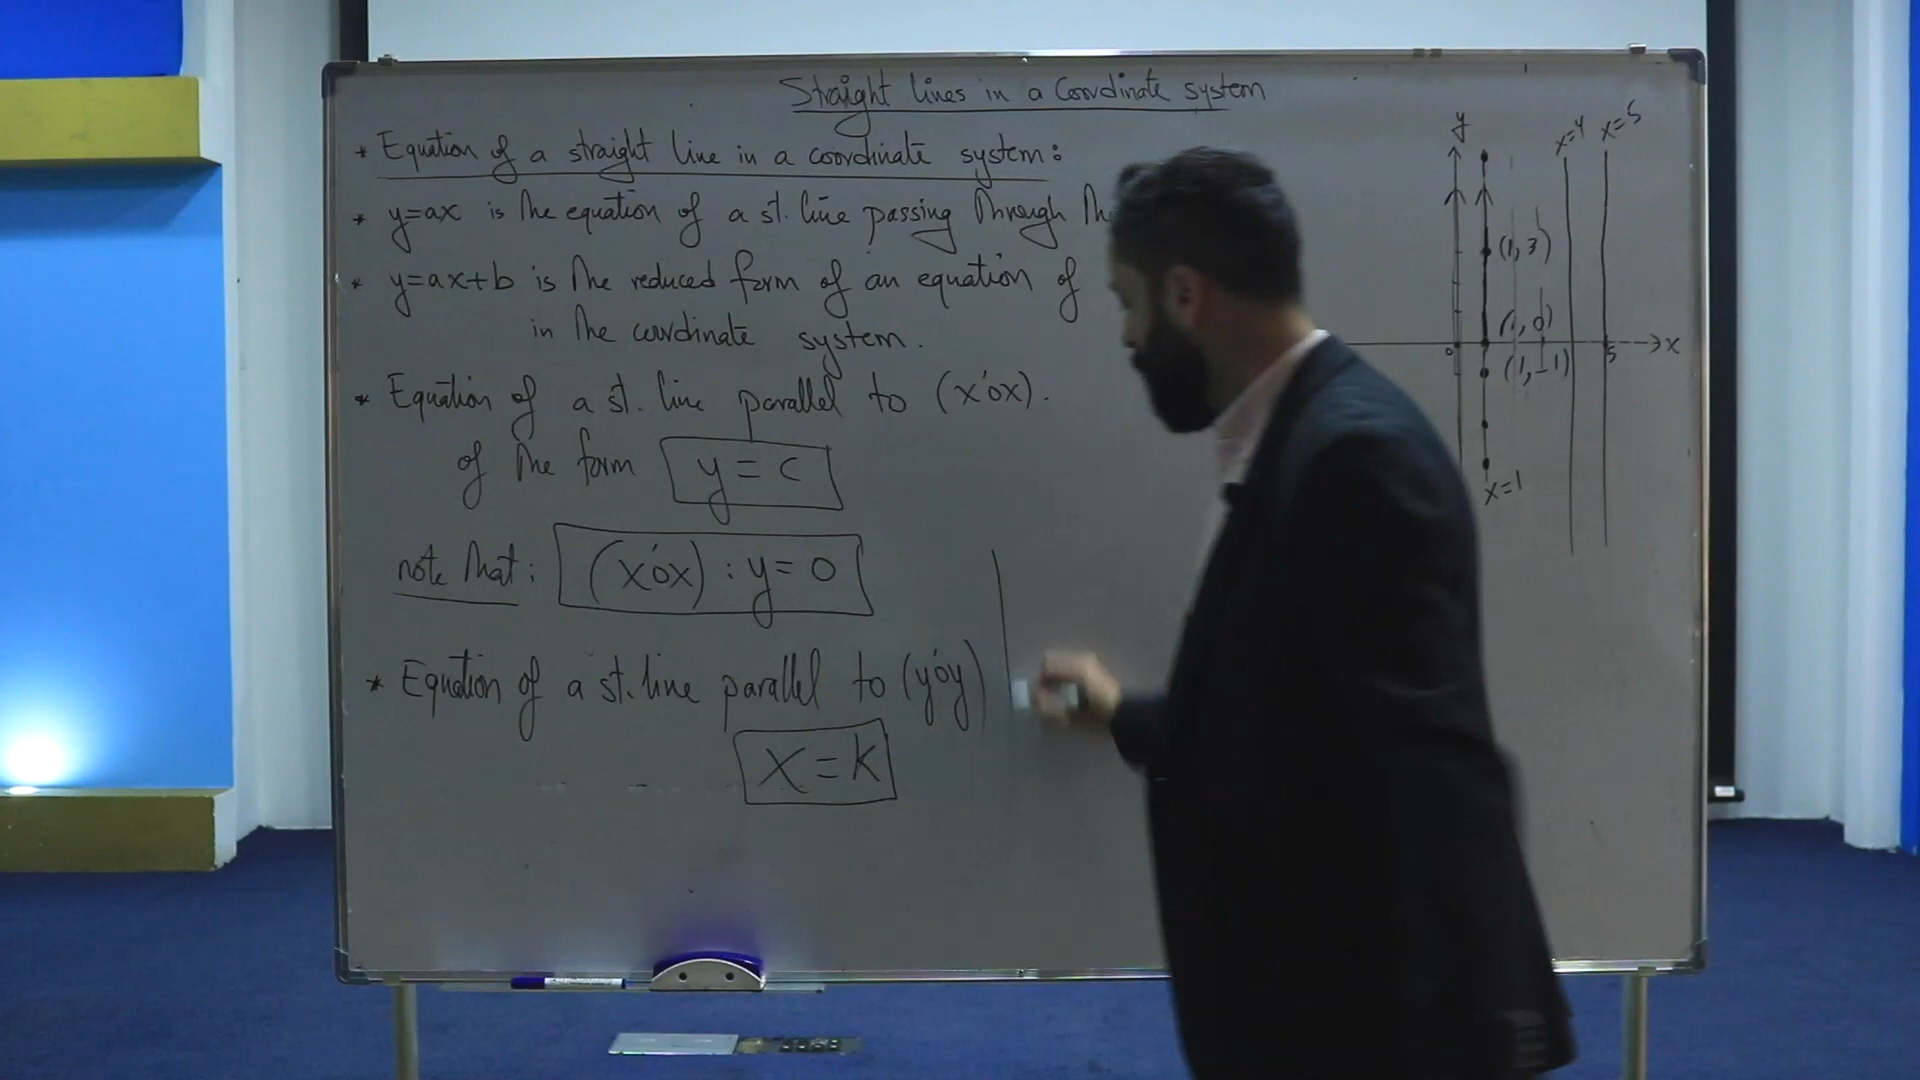 Straight lines in a Coordinate system
* Equation of a straight line in a coordinate system:
* y=ax is the equation of a st. line passing through
* y=ax+b is the reduced form of an equation of
in the coordinate system.
* Equation of a st. line parallel to (x'ox).
of the form y = c
note that: (x'ox) : y = 0
* Equation of a st. line parallel to (y'oy)
x = k
y
x=4
x=5
(1,3)
(1,0)
0
5
x
(1,-1)
x=1